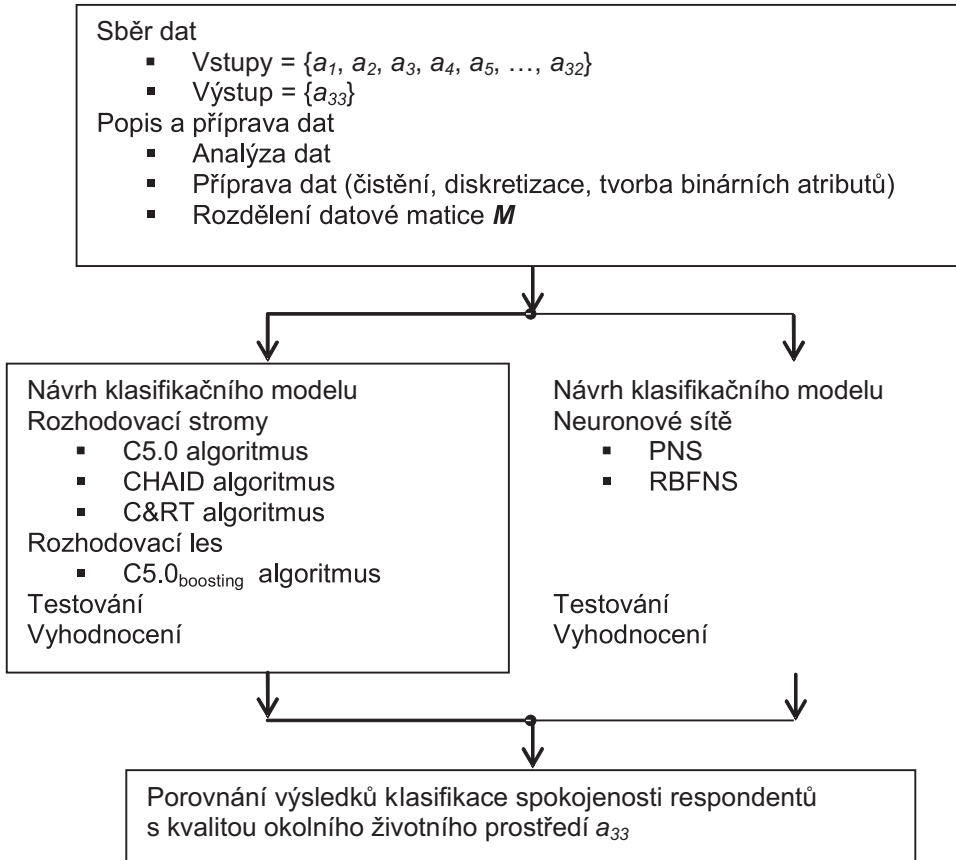 Sběr dat
▪ Vstupy = {a1, a2, a3, a4, a5, …, a32}
▪ Výstup = {a33}
Popis a příprava dat
▪ Analýza dat
▪ Příprava dat (čistění, diskretizace, tvorba binárních atributů)
▪ Rozdělení datové matice M
Návrh klasifikačního modelu
Rozhodovací stromy
▪ C5.0 algoritmus
▪ CHAID algoritmus
▪ C&RT algoritmus
Rozhodovací les
▪ C5.0boosting algoritmus
Testování
Vyhodnocení
Návrh klasifikačního modelu
Neuronové sítě
▪ PNS
▪ RBFNS
Testování
Vyhodnocení
Porovnání výsledků klasifikace spokojenosti respondentů
s kvalitou okolního životního prostředí a33